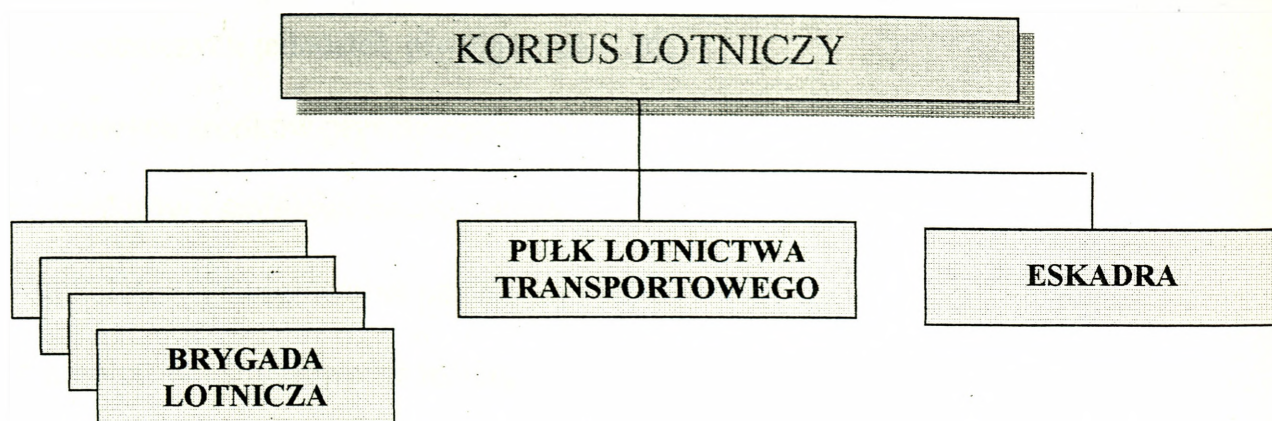 KORPUS LOTNICZY
PUŁK LOTNICTWA
TRANSPORTOWEGO
ESKADRA
BRYGADA
LOTNICZA